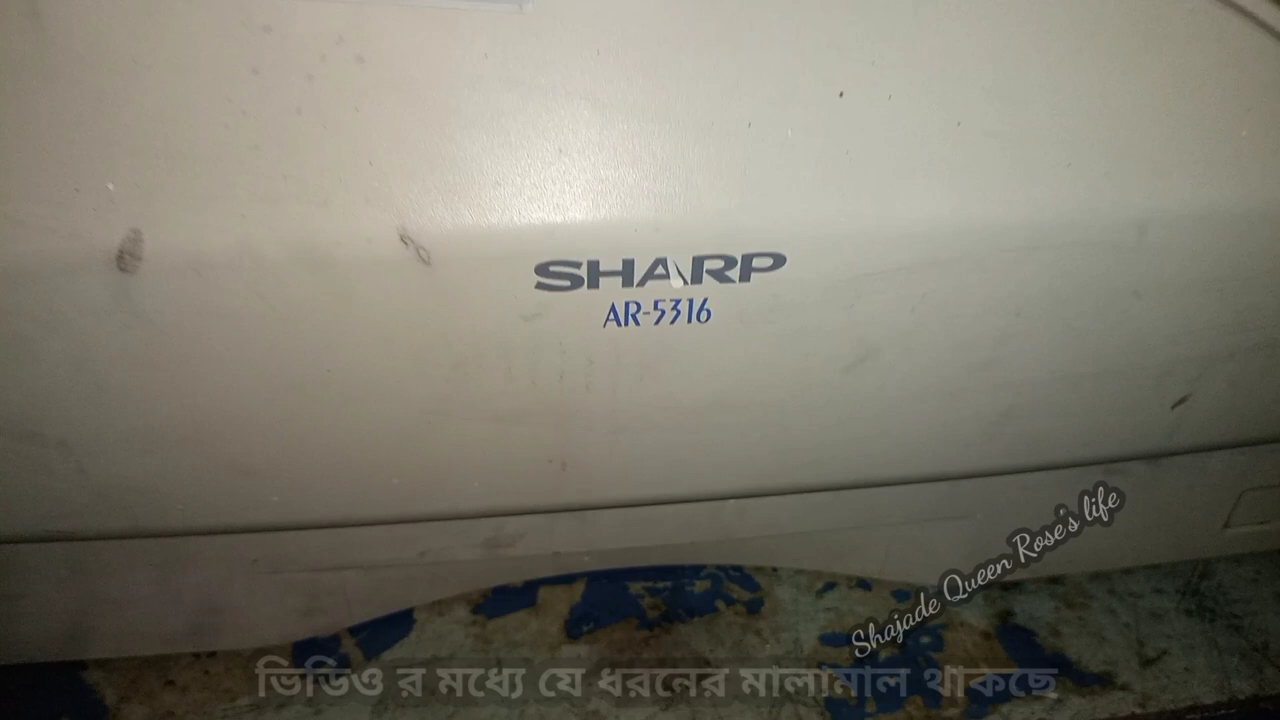 SHARP
AR-5316
Shajade Queen Rose's life
ভিডিও র মধ্যে যে ধরনের মালামাল থাকছে